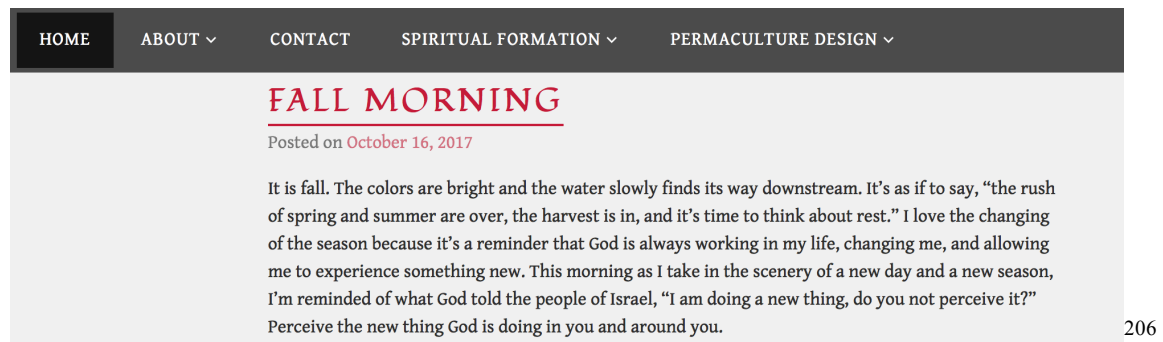 HOME ABOUT CONTACT SPIRITUAL FORMATION PERMACULTURE DESIGN
FALL MORNING
Posted on October 16, 2017
It is fall. The colors are bright and the water slowly finds its way downstream. It’s as if to say, “the rush
of spring and summer are over, the harvest is in, and it’s time to think about rest.” I love the changing
of the season because it’s a reminder that God is always working in my life, changing me, and allowing
me to experience something new. This morning as I take in the scenery of a new day and a new season,
I’m reminded of what God told the people of Israel, “I am doing a new thing, do you not perceive it?”
Perceive the new thing God is doing in you and around you.
206